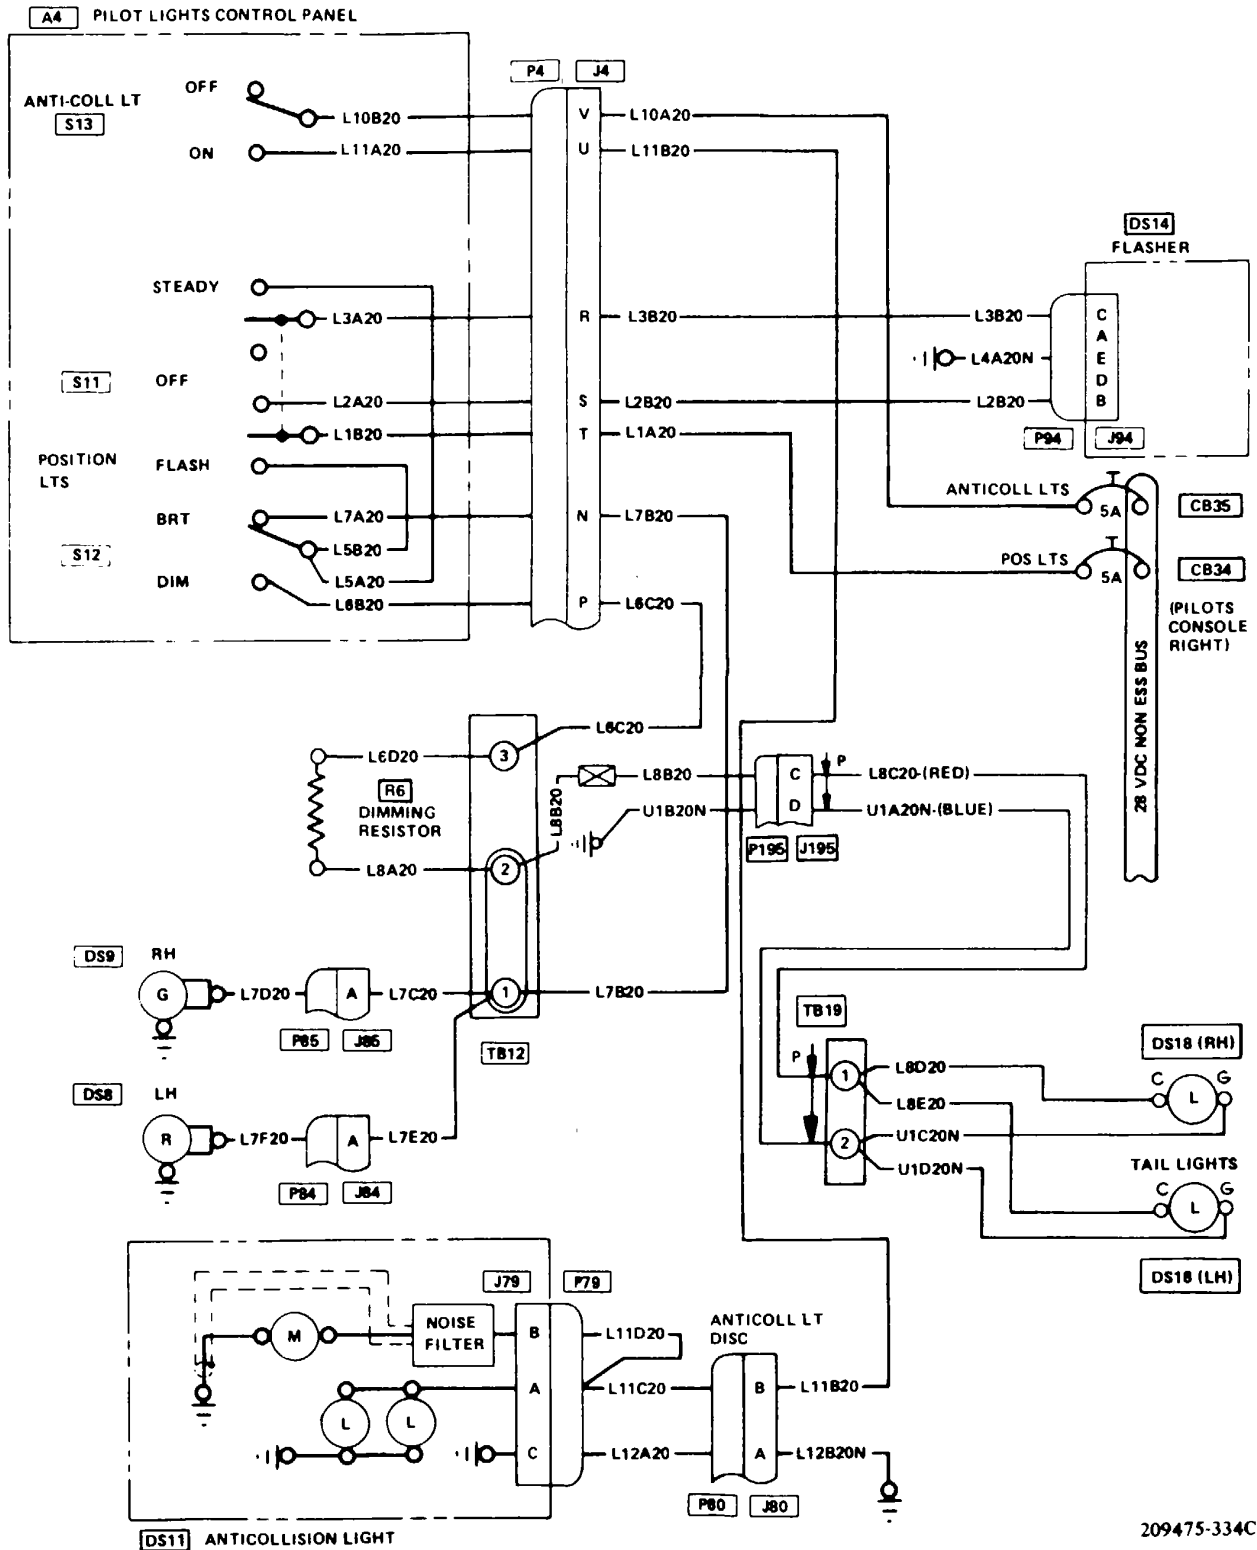 A4 PILOT LIGHTS CONTROL PANEL
P4 J4
ANTI-COLL LT
S13
OFF
L10B20
V
L10A20
ON
L11A20
U
L11B20
DS14
FLASHER
STEADY
L3A20
R
L3B20
L3B20
C
A
L4A20N
E
D
B
S11
OFF
L2A20
S
L2B20
L2B20
L1B20
T
L1A20
P94 J94
POSITION
LTS
FLASH
ANTICOLL LTS
5A
CB35
BRT
L7A20
N
L7B20
S12
L5B20
L5A20
DIM
L6B20
P
L6C20
POS LTS
5A
CB34
(PILOTS
CONSOLE
RIGHT)
28 VDC NON ESS BUS
L6C20
L6D20
3
R6
DIMMING
RESISTOR
L8B20
L8B20
U1B20N
C
D
P
L8C20-(RED)
U1A20N-(BLUE)
P195 J195
L8A20
2
DS9
RH
G
L7D20
A
L7C20
1
L7B20
P85 J85
TB12
TB19
DS8
LH
R
L7F20
A
L7E20
P84 J84
P
1
L8D20
L8E20
DS18 (RH)
C
L
G
2
U1C20N
U1D20N
TAIL LIGHTS
C
L
G
DS18 (LH)
J79 P79
M
NOISE
FILTER
B
L11D20
ANTICOLL LT
DISC
A
L11C20
B
L11B20
L
L
C
L12A20
A
L12B20N
P80 J80
DS11 ANTICOLLISION LIGHT
209475-334C